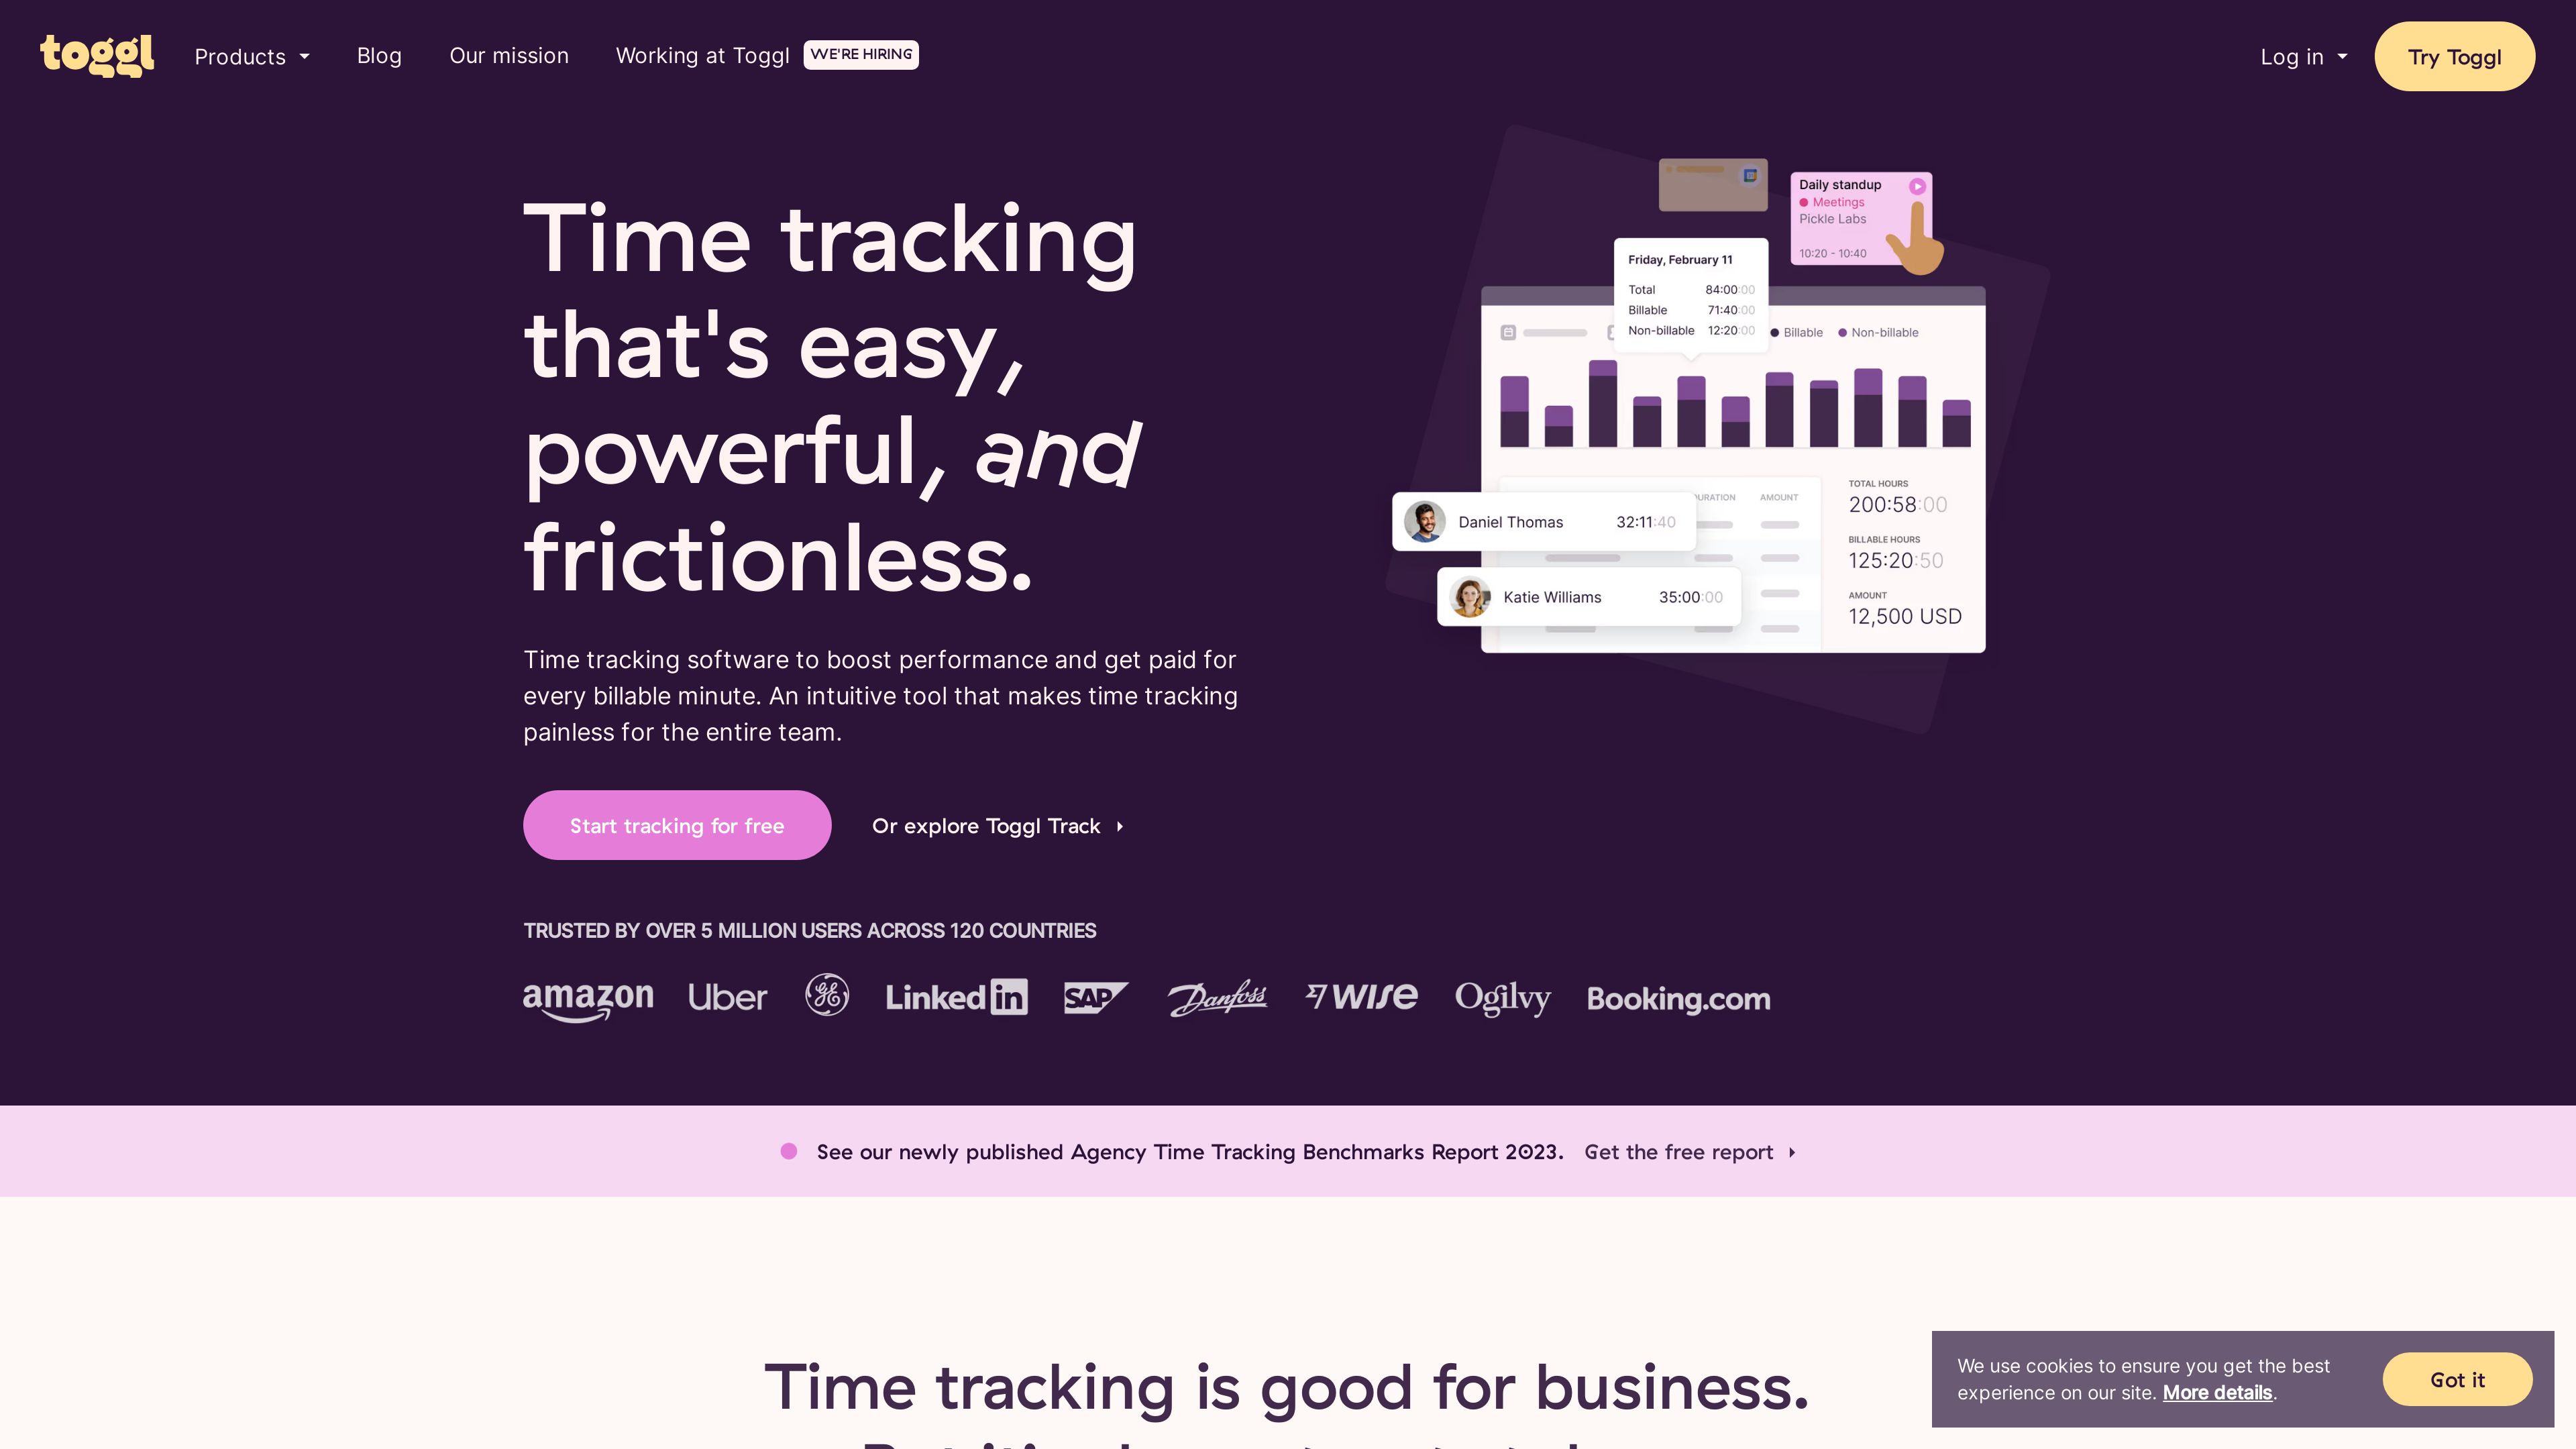 toggl
Products
Blog
Our mission
Working at Toggl
WE'RE HIRING
Log in
Try Toggl
Time tracking
that's easy,
powerful, and
frictionless.
Time tracking software to boost performance and get paid for
every billable minute. An intuitive tool that makes time tracking
painless for the entire team.
Start tracking for free
Or explore Toggl Track
Daily standup
Meetings
Pickle Labs
10:20 - 10:40
Friday, February 11
Total 84:00:00
Billable 71:40:00
Non-billable 12:20:00
Billable
Non-billable
AMOUNT
Daniel Thomas 32:11:40
Katie Williams 35:00:00
TOTAL HOURS
200:58:00
BILLABLE HOURS
125:20:50
AMOUNT
12,500 USD
TRUSTED BY OVER 5 MILLION USERS ACROSS 120 COUNTRIES
amazon
Uber
GE
LinkedIn
SAP
Danfoss
WISE
Ogilvy
Booking.com
See our newly published Agency Time Tracking Benchmarks Report 2023. Get the free report
Time tracking is good for business.
We use cookies to ensure you get the best
experience on our site. More details.
Got it